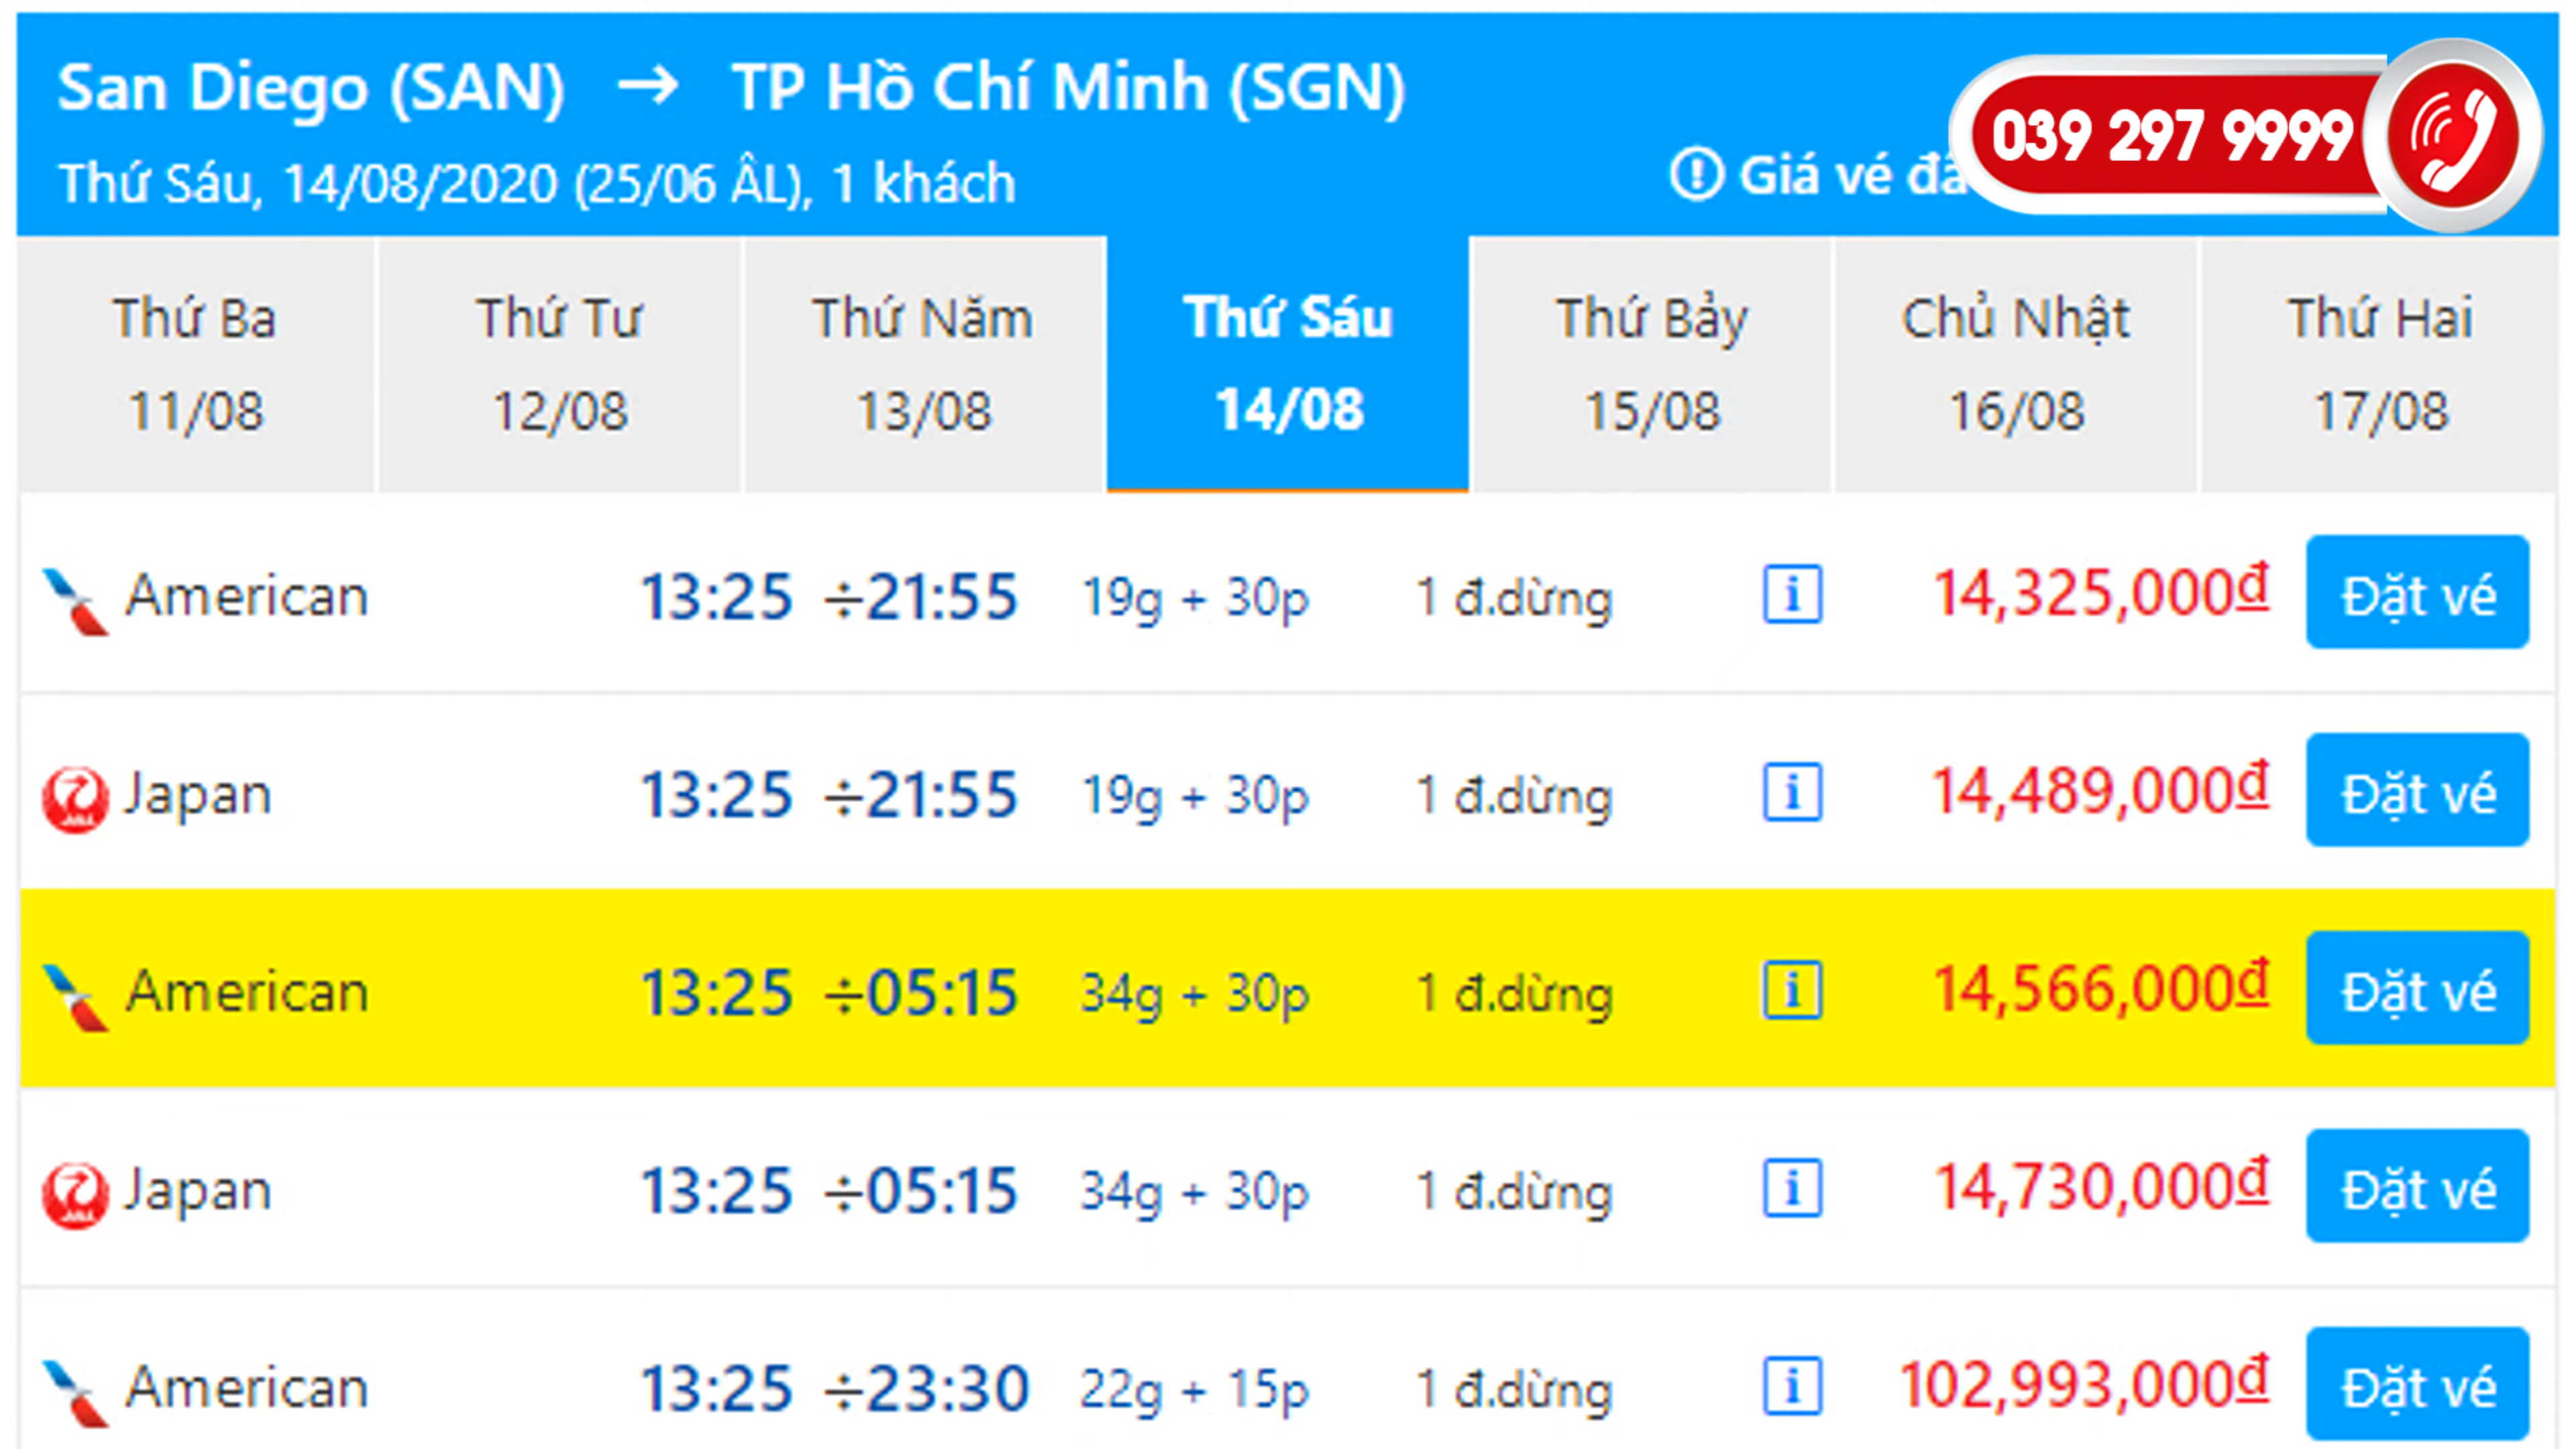 San Diego (SAN) → TP Hồ Chí Minh (SGN)
Thứ Sáu, 14/08/2020 (25/06 ÂL), 1 khách
Giá vé đã
039 297 9999
Thứ Ba Thứ Tư Thứ Năm Thứ Sáu Thứ Bảy Chủ Nhật Thứ Hai
11/08 12/08 13/08 14/08 15/08 16/08 17/08
American 13:25 ÷21:55 19g + 30p 1 đ.dừng i 14,325,000đ Đặt vé
Japan 13:25 ÷21:55 19g + 30p 1 đ.dừng i 14,489,000đ Đặt vé
American 13:25 ÷05:15 34g + 30p 1 đ.dừng i 14,566,000đ Đặt vé
Japan 13:25 ÷05:15 34g + 30p 1 đ.dừng i 14,730,000đ Đặt vé
American 13:25 ÷23:30 22g + 15p 1 đ.dừng i 102,993,000đ Đặt vé